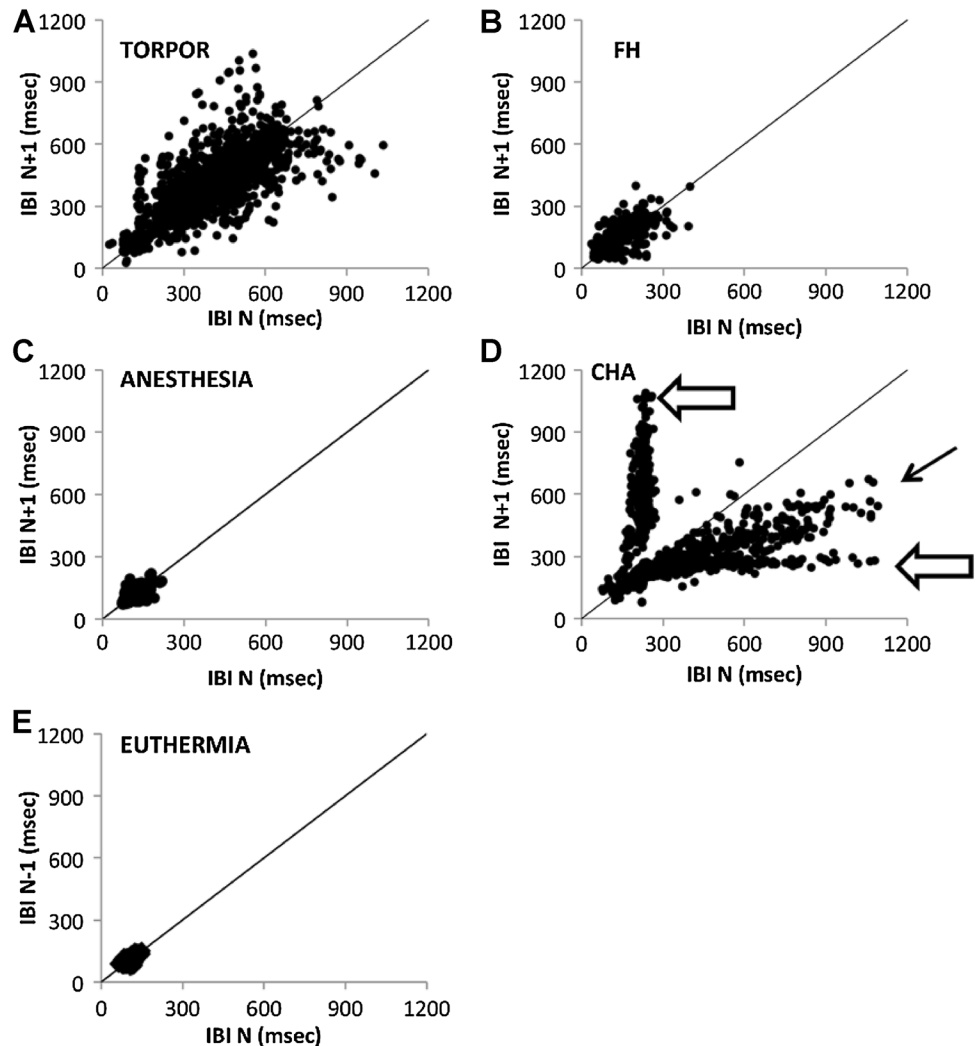 A
TORPOR
1200
900
600
300
0
IBI N+1 (msec)
0 300 600 900 1200
IBI N (msec)
B
FH
1200
900
600
300
0
IBI N+1 (msec)
0 300 600 900 1200
IBI N (msec)
C
ANESTHESIA
1200
900
600
300
0
IBI N+1 (msec)
0 300 600 900 1200
IBI N (msec)
D
CHA
1200
900
600
300
0
IBI N+1 (msec)
0 300 600 900 1200
IBI N (msec)
E
EUTHERMIA
1200
900
600
300
0
IBI N-1 (msec)
0 300 600 900 1200
IBI N (msec)